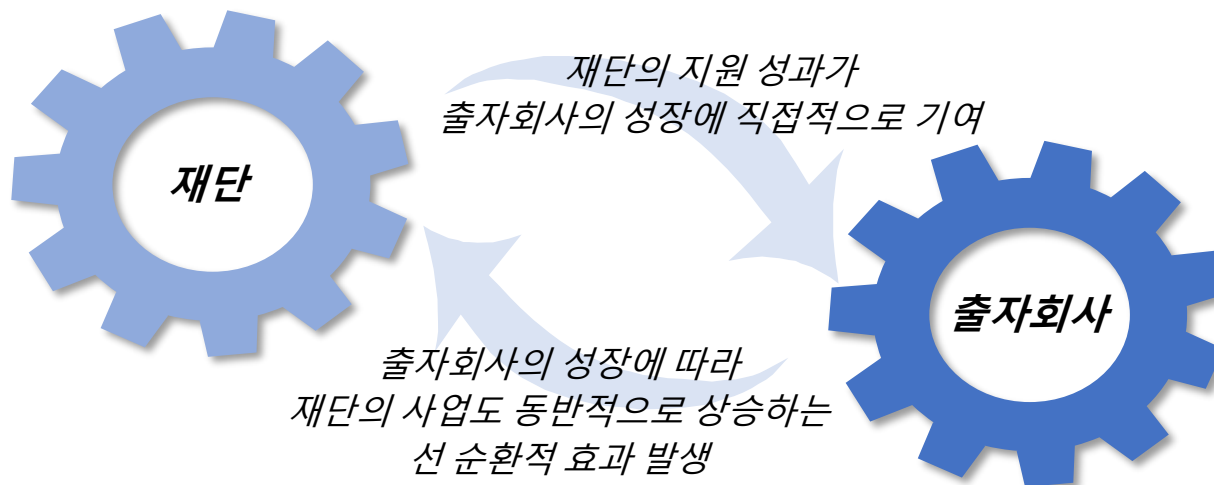 재단의 지원 성과가
출자회사의 성장에 직접적으로 기여
재단
출자회사
출자회사의 성장에 따라
재단의 사업도 동반적으로 상승하는
선 순환적 효과 발생